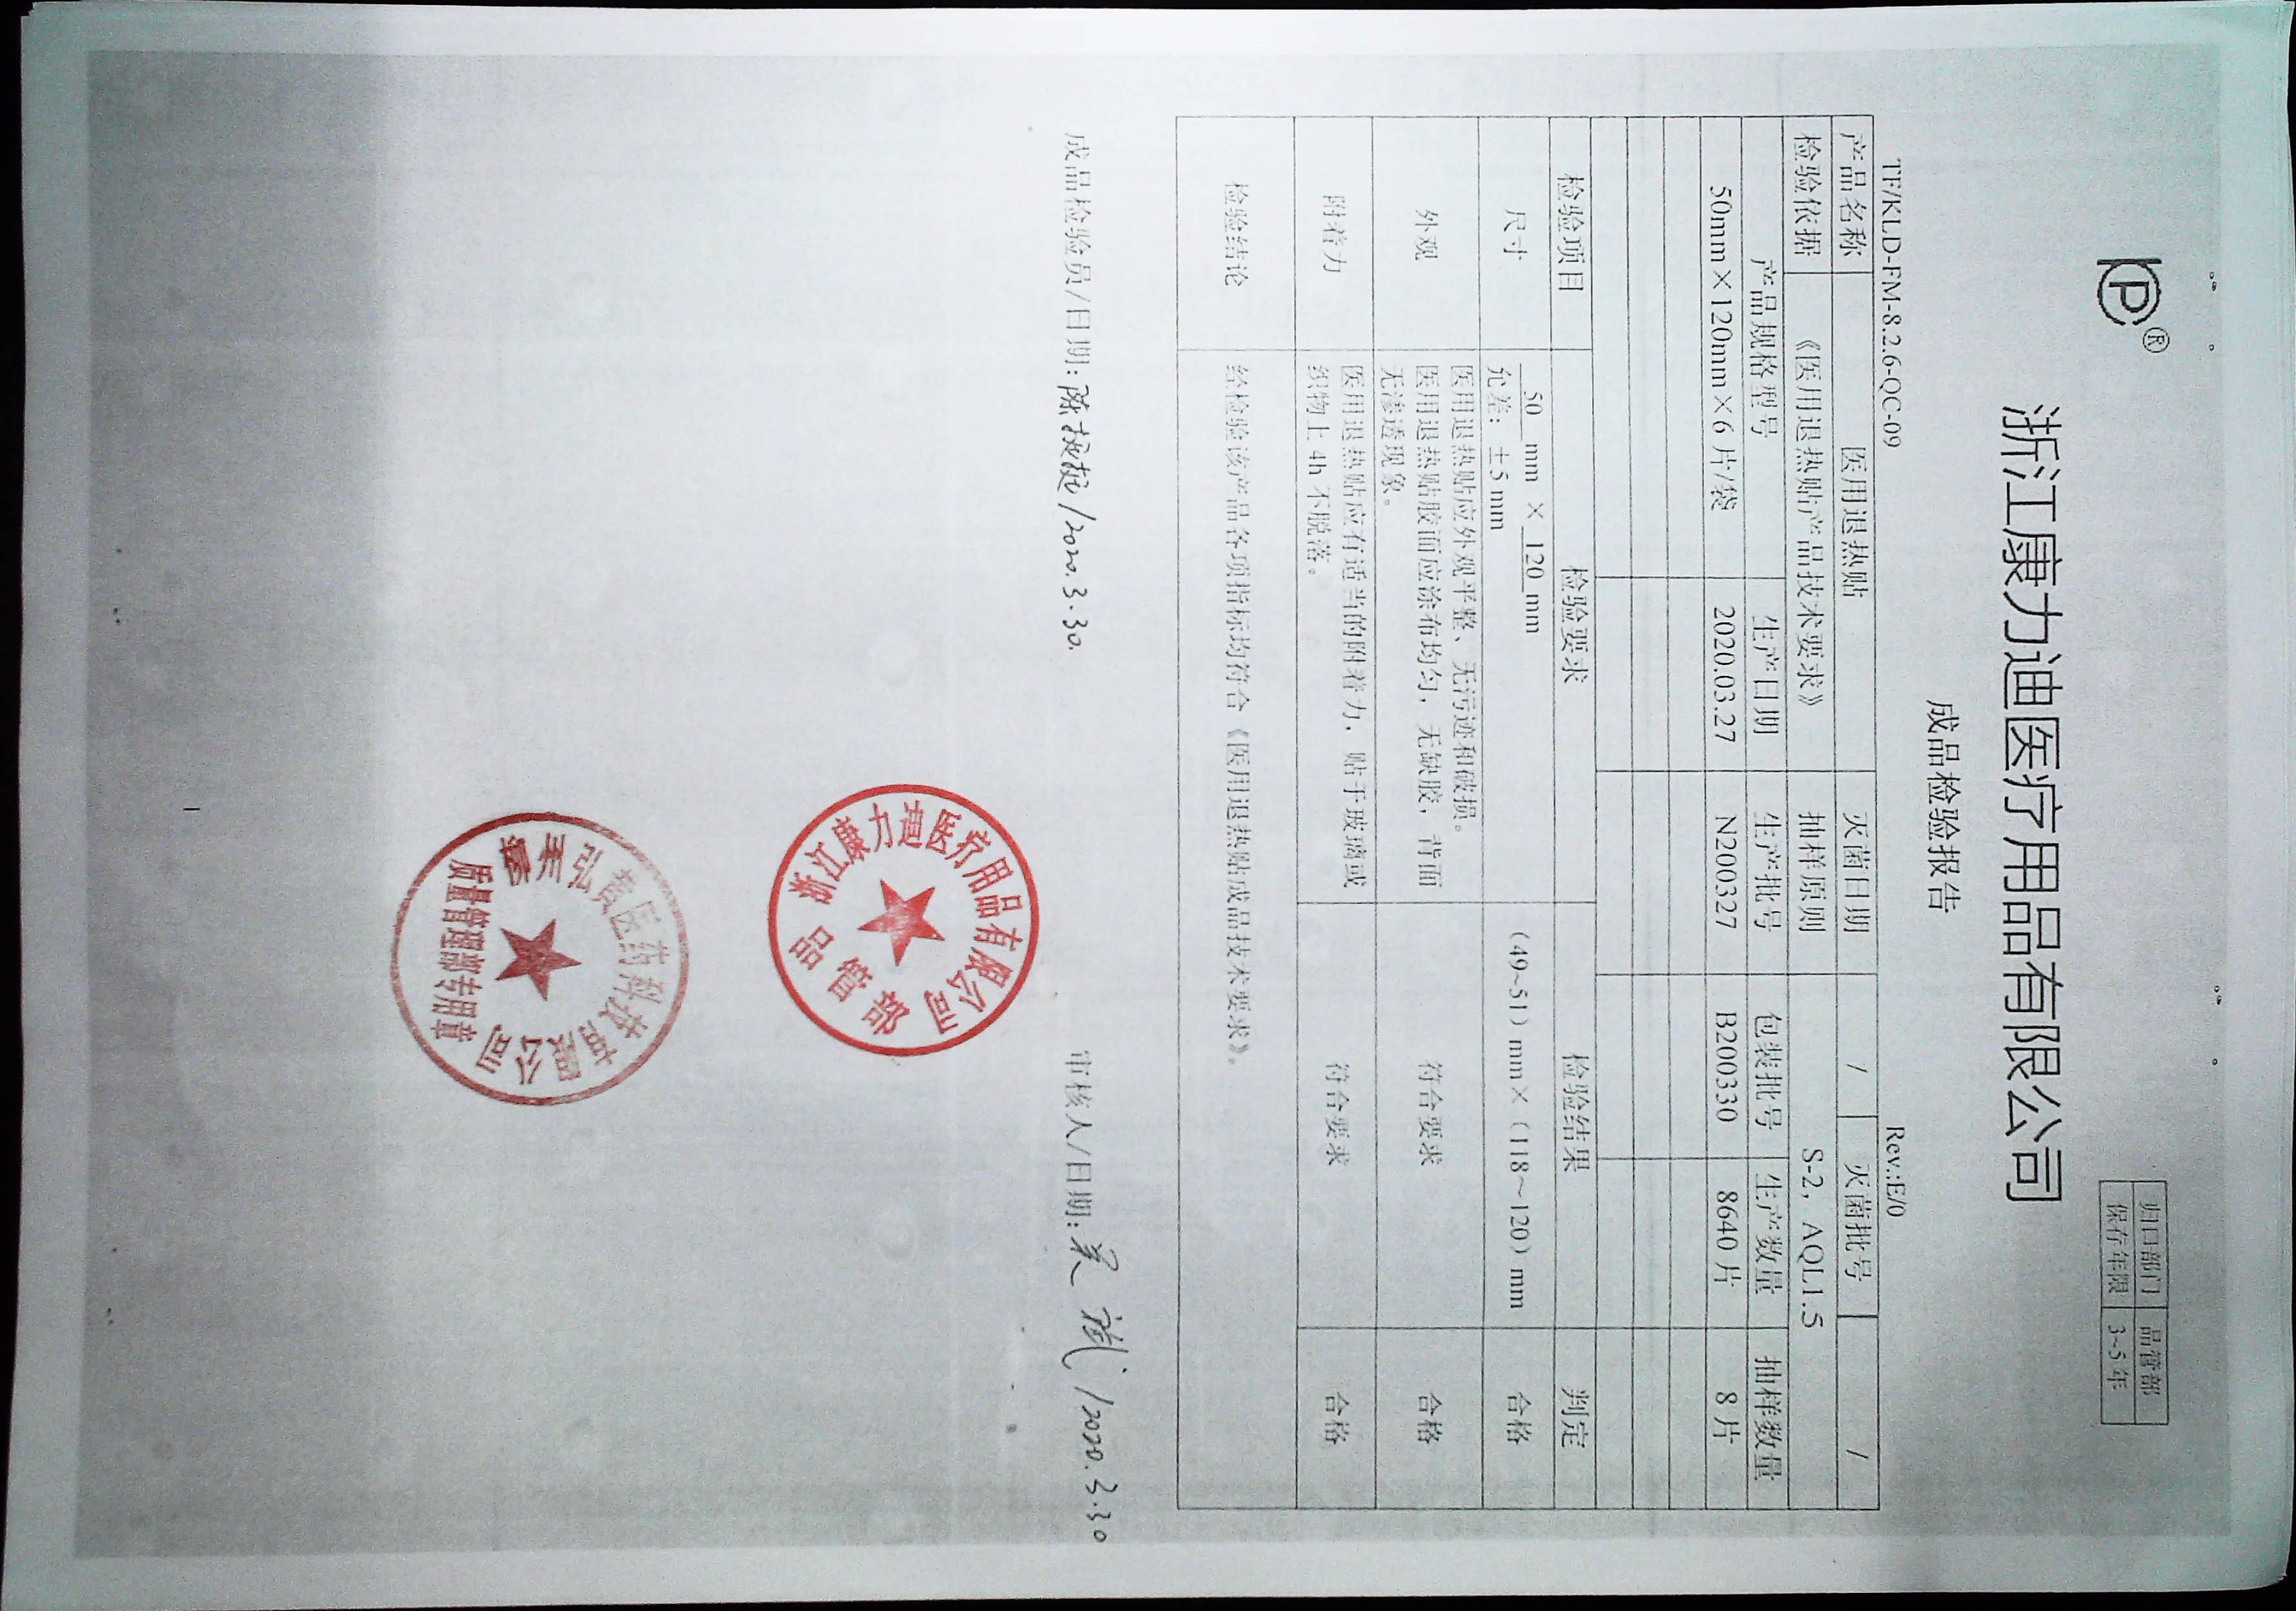 KP®
归口部门 品管部
保存年限 3~5 年
浙江康力迪医疗用品有限公司
成品检验报告
TF/KLD-FM-8.2.6-QC-09 Rev.:E/0
产品名称 医用退热贴 灭菌日期 / 灭菌批号 /
检验依据 《医用退热贴产品技术要求》 抽样原则 S-2，AQL1.5
产品规格型号 生产日期 生产批号 包装批号 生产数量 抽样数量
50mm×120mm×6 片/袋 2020.03.27 N200327 B200330 8640 片 8 片
检验项目 检验要求 检验结果 判定
尺寸 50 mm × 120 mm (49~51) mm×（118～120）mm 合格
允差：±5 mm
外观 医用退热贴应外观平整、无污迹和破损。 符合要求 合格
医用退热贴胶面应涂布均匀，无缺胶，背面
无渗透现象。
附着力 医用退热贴应有适当的附着力，贴于玻璃或 符合要求 合格
织物上 4h 不脱落。
检验结论 经检验该产品各项指标均符合《医用退热贴成品技术要求》。
成品检验员/日期: /2020.3.30. 审核人/日期: /2020.3.30
浙江康力迪医疗用品有限公司
品管部
医药科技有限公司
质量管理部专用章
1